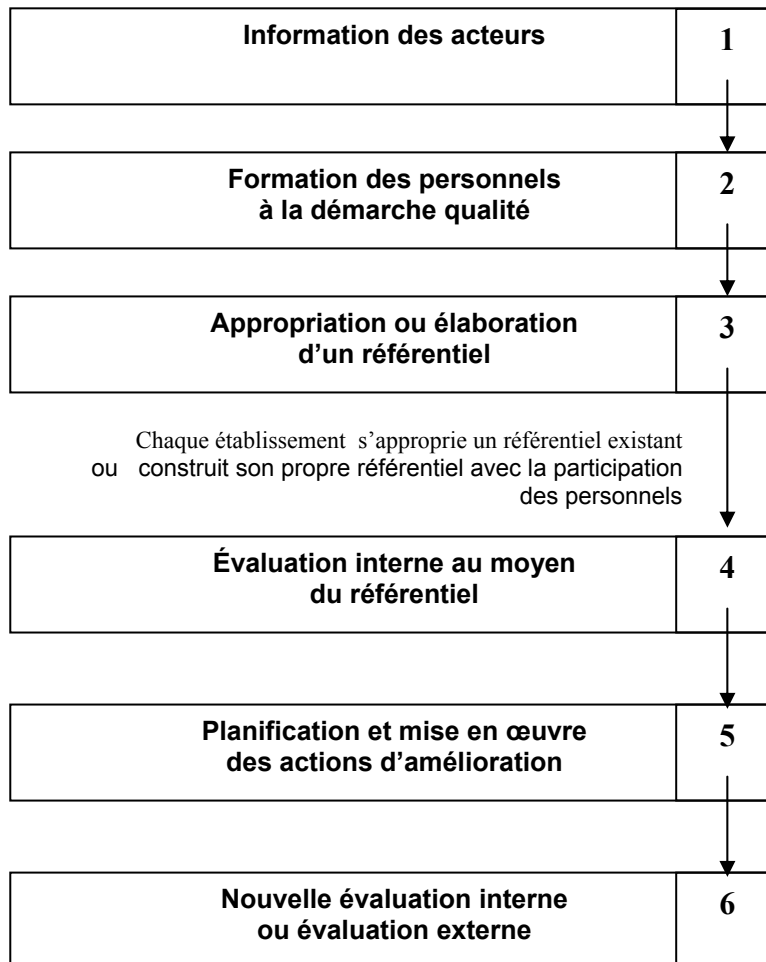 Information des acteurs
1
Formation des personnels
à la démarche qualité
2
Appropriation ou élaboration
d'un référentiel
3
Chaque établissement s'approprie un référentiel existant
ou construit son propre référentiel avec la participation
des personnels
Évaluation interne au moyen
du référentiel
4
Planification et mise en œuvre
des actions d'amélioration
5
Nouvelle évaluation interne
ou évaluation externe
6